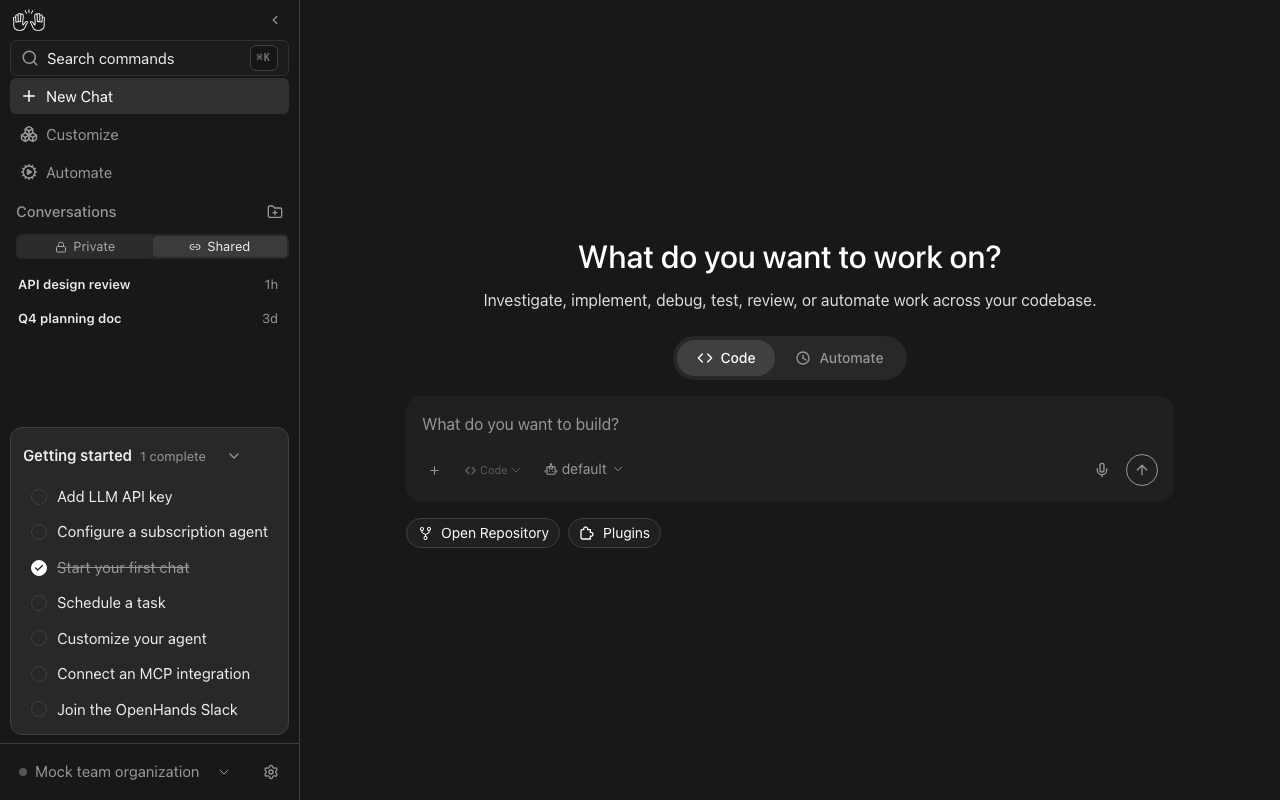 Search commands
⌘K
New Chat
Customize
Automate
Conversations
Private
Shared
API design review
1h
Q4 planning doc
3d
Getting started
1 complete
Add LLM API key
Configure a subscription agent
Start your first chat
Schedule a task
Customize your agent
Connect an MCP integration
Join the OpenHands Slack
Mock team organization
What do you want to work on?
Investigate, implement, debug, test, review, or automate work across your codebase.
Code
Automate
What do you want to build?
Code
default
Open Repository
Plugins